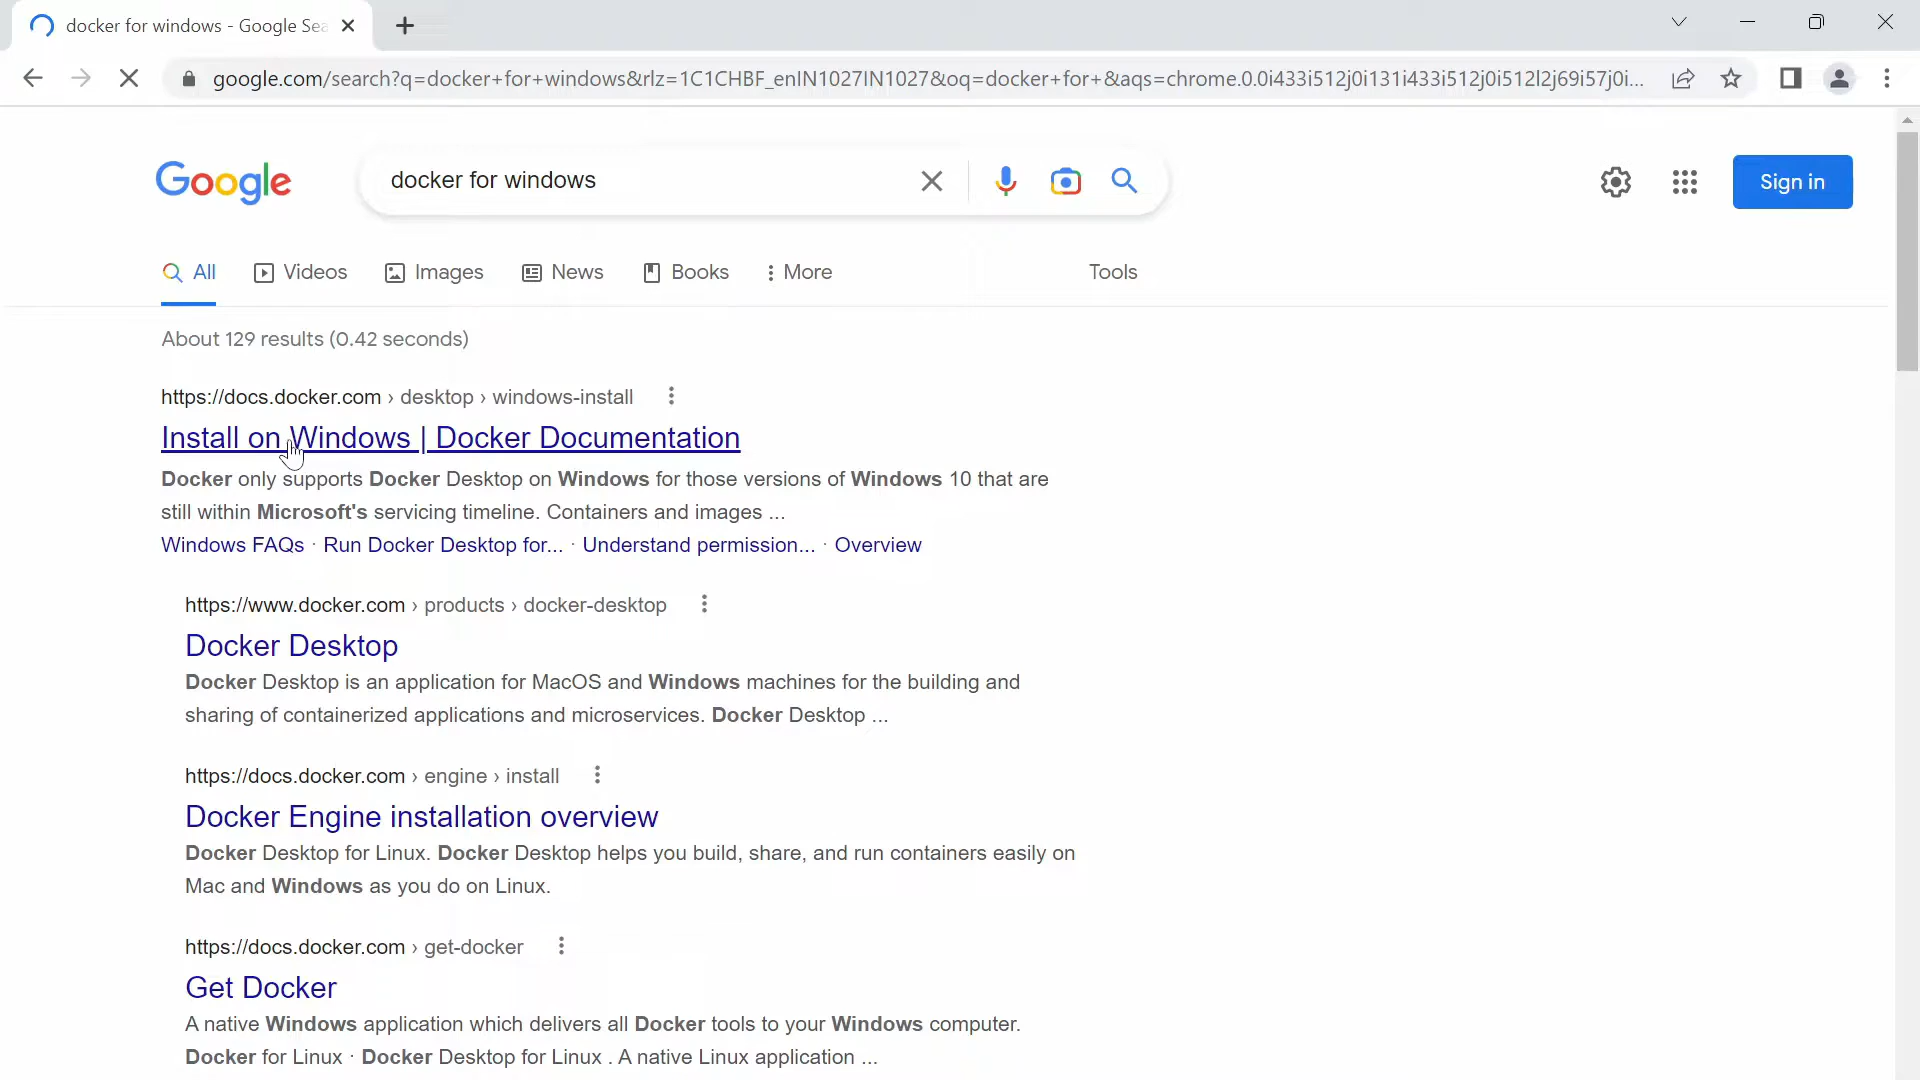 docker for windows - Google Sea
google.com/search?q=docker+for+windows&rlz=1C1CHBF_enIN1027IN1027&oq=docker+for+&aqs=chrome.0.0i433i512j0i131i433i512j0i512l2j69i57j0i...
Google
docker for windows
Sign in
All Videos Images News Books More Tools
About 129 results (0.42 seconds)
https://docs.docker.com › desktop › windows-install
Install on Windows | Docker Documentation
Docker only supports Docker Desktop on Windows for those versions of Windows 10 that are
still within Microsoft's servicing timeline. Containers and images ...
Windows FAQs · Run Docker Desktop for... · Understand permission... · Overview
https://www.docker.com › products › docker-desktop
Docker Desktop
Docker Desktop is an application for MacOS and Windows machines for the building and
sharing of containerized applications and microservices. Docker Desktop ...
https://docs.docker.com › engine › install
Docker Engine installation overview
Docker Desktop for Linux. Docker Desktop helps you build, share, and run containers easily on
Mac and Windows as you do on Linux.
https://docs.docker.com › get-docker
Get Docker
A native Windows application which delivers all Docker tools to your Windows computer.
Docker for Linux · Docker Desktop for Linux . A native Linux application ...